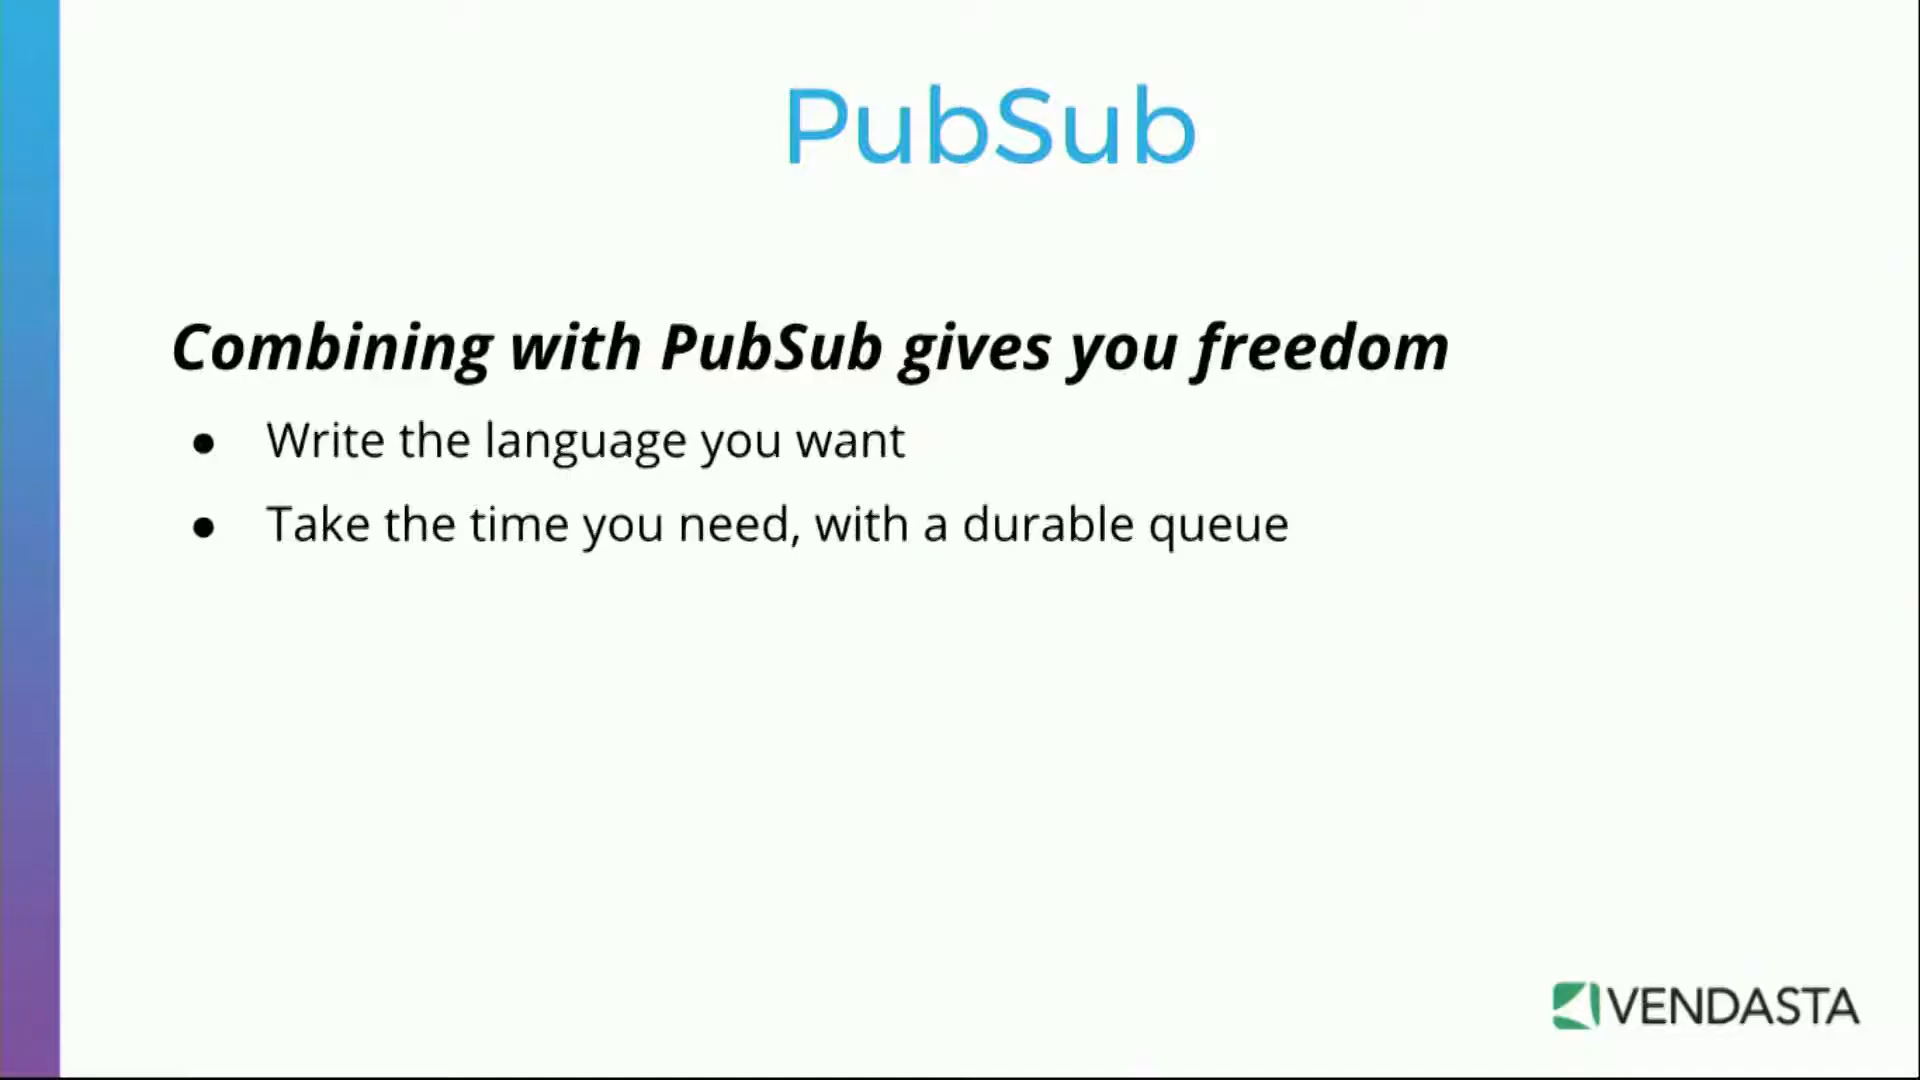 PubSub
Combining with PubSub gives you freedom
● Write the language you want
● Take the time you need, with a durable queue
VENDASTA